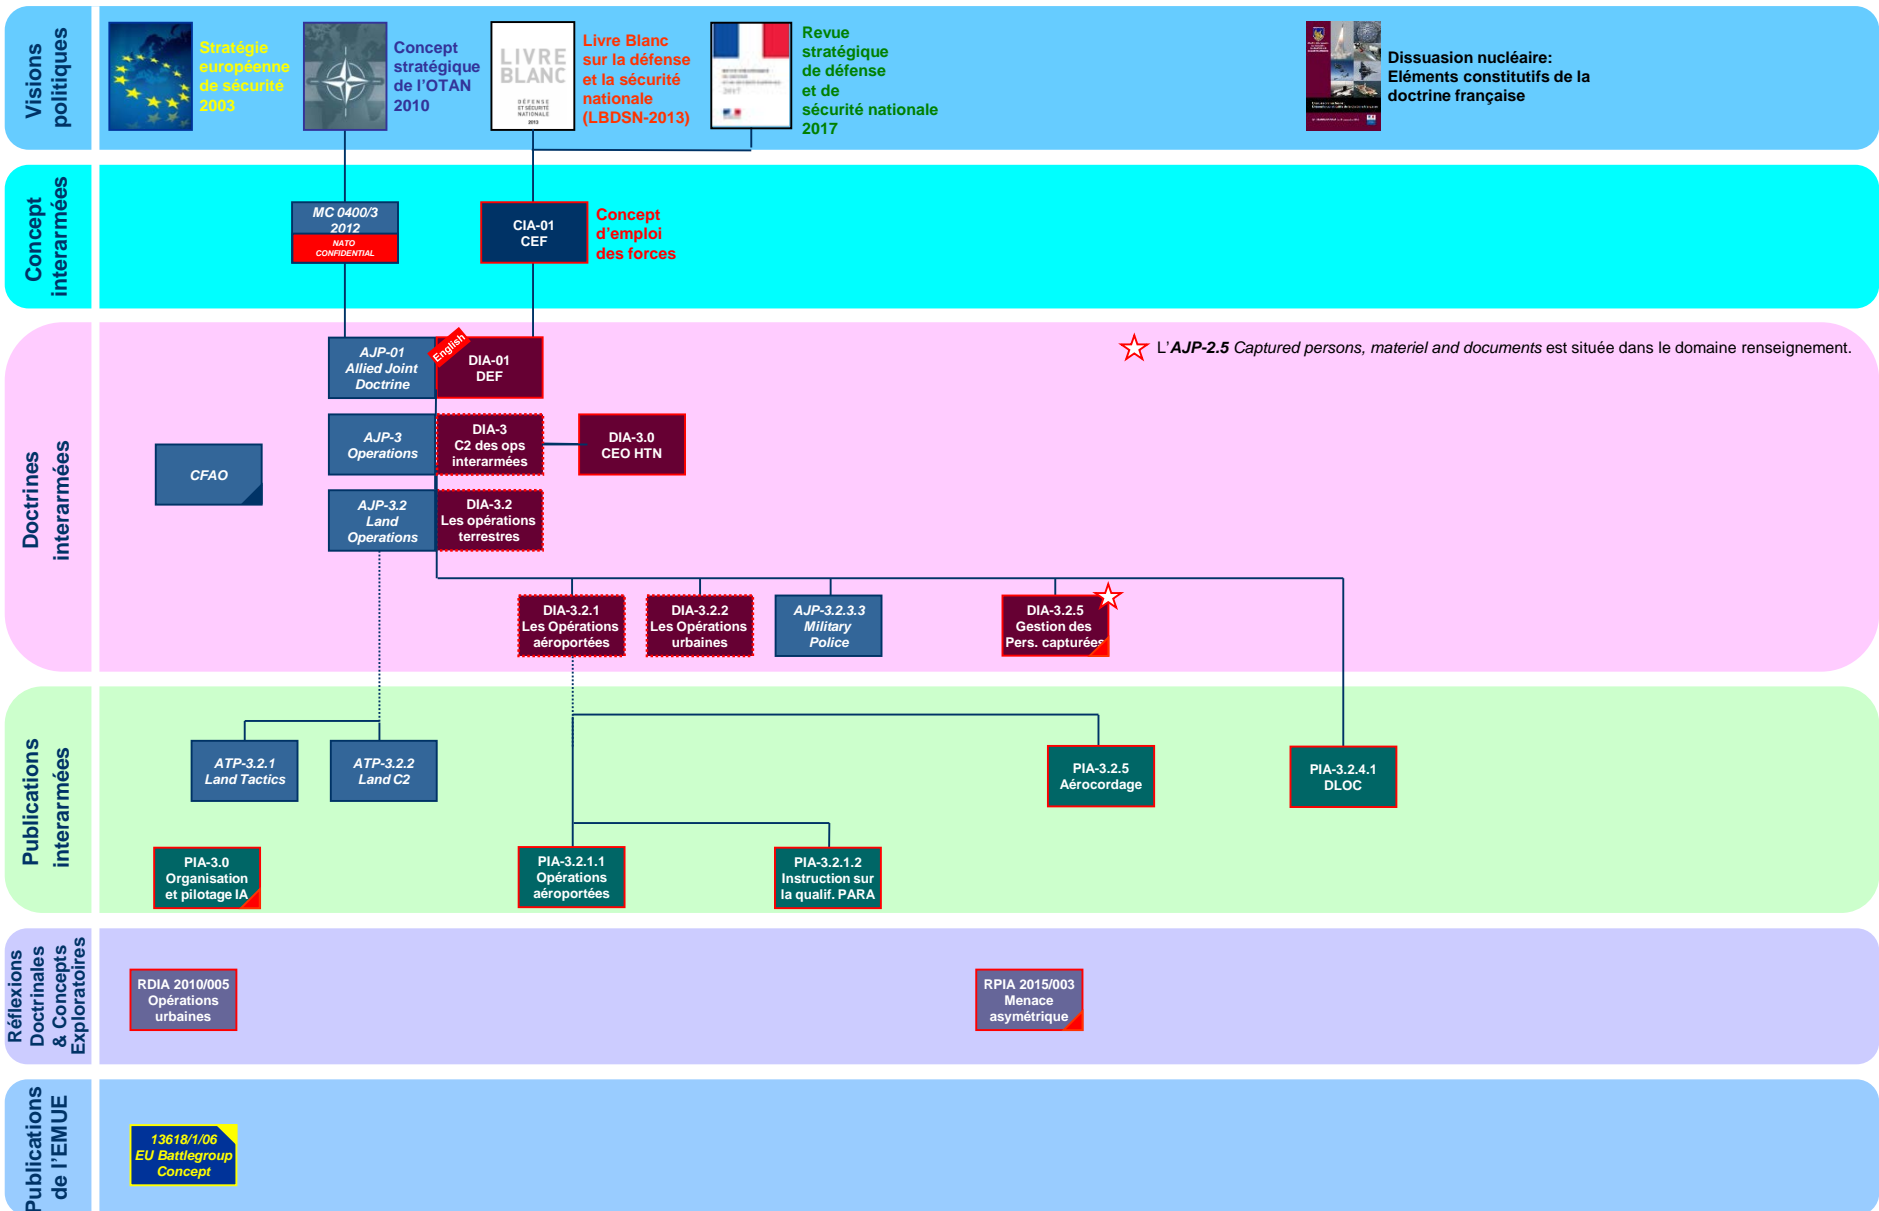 Visions
politiques
Stratégie
européenne
de sécurité
2003
Concept
stratégique
de l'OTAN
2010
LIVRE
BLANC
DÉFENSE
ET SÉCURITÉ
NATIONALE
2013
Livre Blanc
sur la défense
et la sécurité
nationale
(LBDSN-2013)
2017
Revue
stratégique
de défense
et de
sécurité nationale
2017
Dissuasion nucléaire:
Eléments constitutifs de la
doctrine française
Concept
interarmées
MC 0400/3
2012
NATO
CONFIDENTIAL
CIA-01
CEF
Concept
d'emploi
des forces
Doctrines
interarmées
AJP-01
Allied Joint
Doctrine
English
DIA-01
DEF
L'AJP-2.5 Captured persons, materiel and documents est située dans le domaine renseignement.
CFAO
AJP-3
Operations
DIA-3
C2 des ops
interarmées
DIA-3.0
CEO HTN
AJP-3.2
Land
Operations
DIA-3.2
Les opérations
terrestres
DIA-3.2.1
Les Opérations
aéroportées
DIA-3.2.2
Les Opérations
urbaines
AJP-3.2.3.3
Military
Police
DIA-3.2.5
Gestion des
Pers. capturées
Publications
interarmées
ATP-3.2.1
Land Tactics
ATP-3.2.2
Land C2
PIA-3.2.5
Aérocordage
PIA-3.2.4.1
DLOC
PIA-3.0
Organisation
et pilotage IA
PIA-3.2.1.1
Opérations
aéroportées
PIA-3.2.1.2
Instruction sur
la qualif. PARA
Réflexions
Doctrinales
& Concepts
Exploratoires
RDIA 2010/005
Opérations
urbaines
RPIA 2015/003
Menace
asymétrique
Publications
de l'EMUE
13618/1/06
EU Battlegroup
Concept